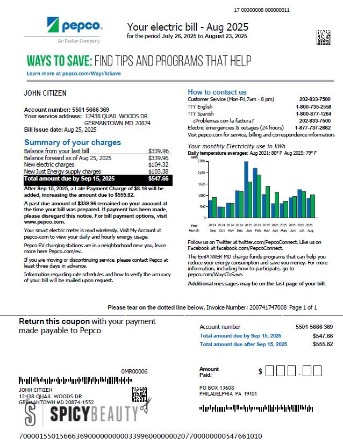 17 00300008 000000011
pepco.
An Exelon Company
Your electric bill - Aug 2025
for the period July 26, 2025 to August 23, 2025
WAYS TO SAVE: FIND TIPS AND PROGRAMS THAT HELP
Learn more at pepco.com/WaysToSave
JOHN CITIZEN
Account number: 5501 5666 369
Your service address: 12438 QUAIL WOODS DR
GERMANTOWN MD 20874
Bill Issue date: Aug 25, 2025
Summary of your charges
Balance from your last bill $339.96
Balance forward as of Aug 25, 2025 $339.96
New electric charges $104.32
New Just Energy supply charges $103.38
Total amount due by Sep 15, 2025 $547.66
After Sep 15, 2025, a Late Payment Charge of $8.16 will be
added, increasing the amount due to $555.82.
A past due amount of $339.96 remained on your account at
the time your bill was prepared. If payment has been made,
please disregard this notice. For bill payment options, visit
www.pepco.com.
Your smart electric meter is read wirelessly. Visit My Account at
pepco.com to view your daily and hourly energy usage.
Pepco EV charging stations are in a neighborhood near you, learn
more here Pepco.com/ev.
If you are moving or discontinuing service, please contact Pepco at
least three days in advance.
Information regarding rate schedules and how to verify the accuracy
of your bill will be mailed upon request.
How to contact us
Customer Service (Mon-Fri, 7am - 8 pm) 202-833-7500
TTY English 1-800-735-2258
TTY Spanish 1-800-877-1264
¿Problemas con la factura? 202-833-7500
Electric emergencies & outages (24 hours) 1-877-737-2662
Visit pepco.com for service, billing and correspondence information.
Your monthly Electricity use in kWh
Daily temperature averages: Aug 2021: 80° F Aug 2025: 79° F
Follow us on Twitter at twitter.com/PepcoConnect. Like us on
Facebook at facebook.com/PepcoConnect.
The EmPOWER MD charge funds programs that can help you
reduce your energy consumption and save you money. For more
information, including how to participate, go to
pepco.com/WaysToSave.
Additional messages may be on the last page of your bill.
Please tear on the dotted line below. Invoice Number: 200741747008 Page 1 of 1
Return this coupon with your payment
made payable to Pepco
Account number 5501 5666 369
Total amount due by Sep 15, 2025 $547.66
Total amount due after Sep 15, 2025 $555.82
Amount
Paid:
$
JOHN CITIZEN
12438 QUAIL WOODS DR
GERMANTOWN MD 20874-1552
PO BOX 13608
PHILADELPHIA PA 19101
SPICYBEAUTY